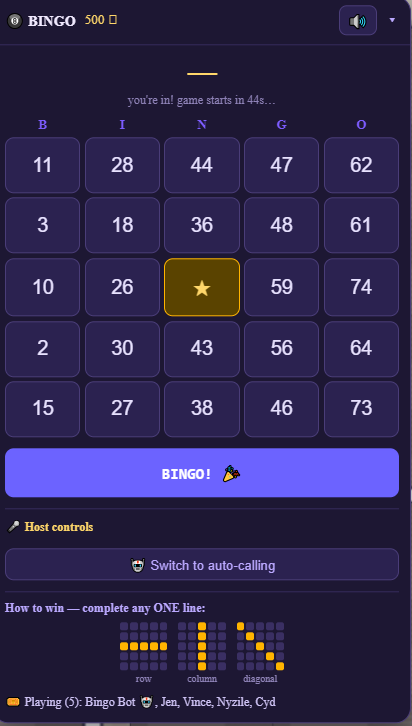 BINGO 500
you're in! game starts in 44s…
B I N G O
11 28 44 47 62
3 18 36 48 61
10 26 ★ 59 74
2 30 43 56 64
15 27 38 46 73
BINGO! 🎉
🎤 Host controls
🤖 Switch to auto-calling
How to win — complete any ONE line:
row column diagonal
🎟 Playing (5): Bingo Bot 🤖, Jen, Vince, Nyzile, Cyd